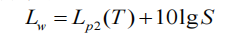 L_w = L_{p2}(T) + 10lgS